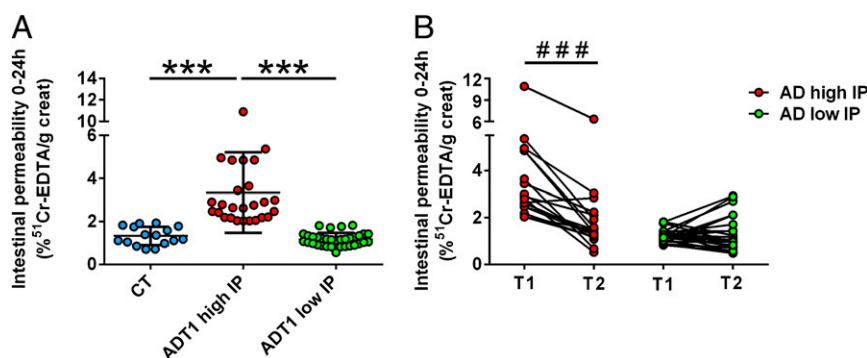 A
Intestinal permeability 0-24h
(%⁵¹Cr-EDTA/g creat)
14
10
6
4
2
0
*** ***
CT
ADT1 high IP
ADT1 low IP
B
Intestinal permeability 0-24h
(%⁵¹Cr-EDTA/g creat)
12
6
4
2
0
###
T1 T2 T1 T2
AD high IP
AD low IP